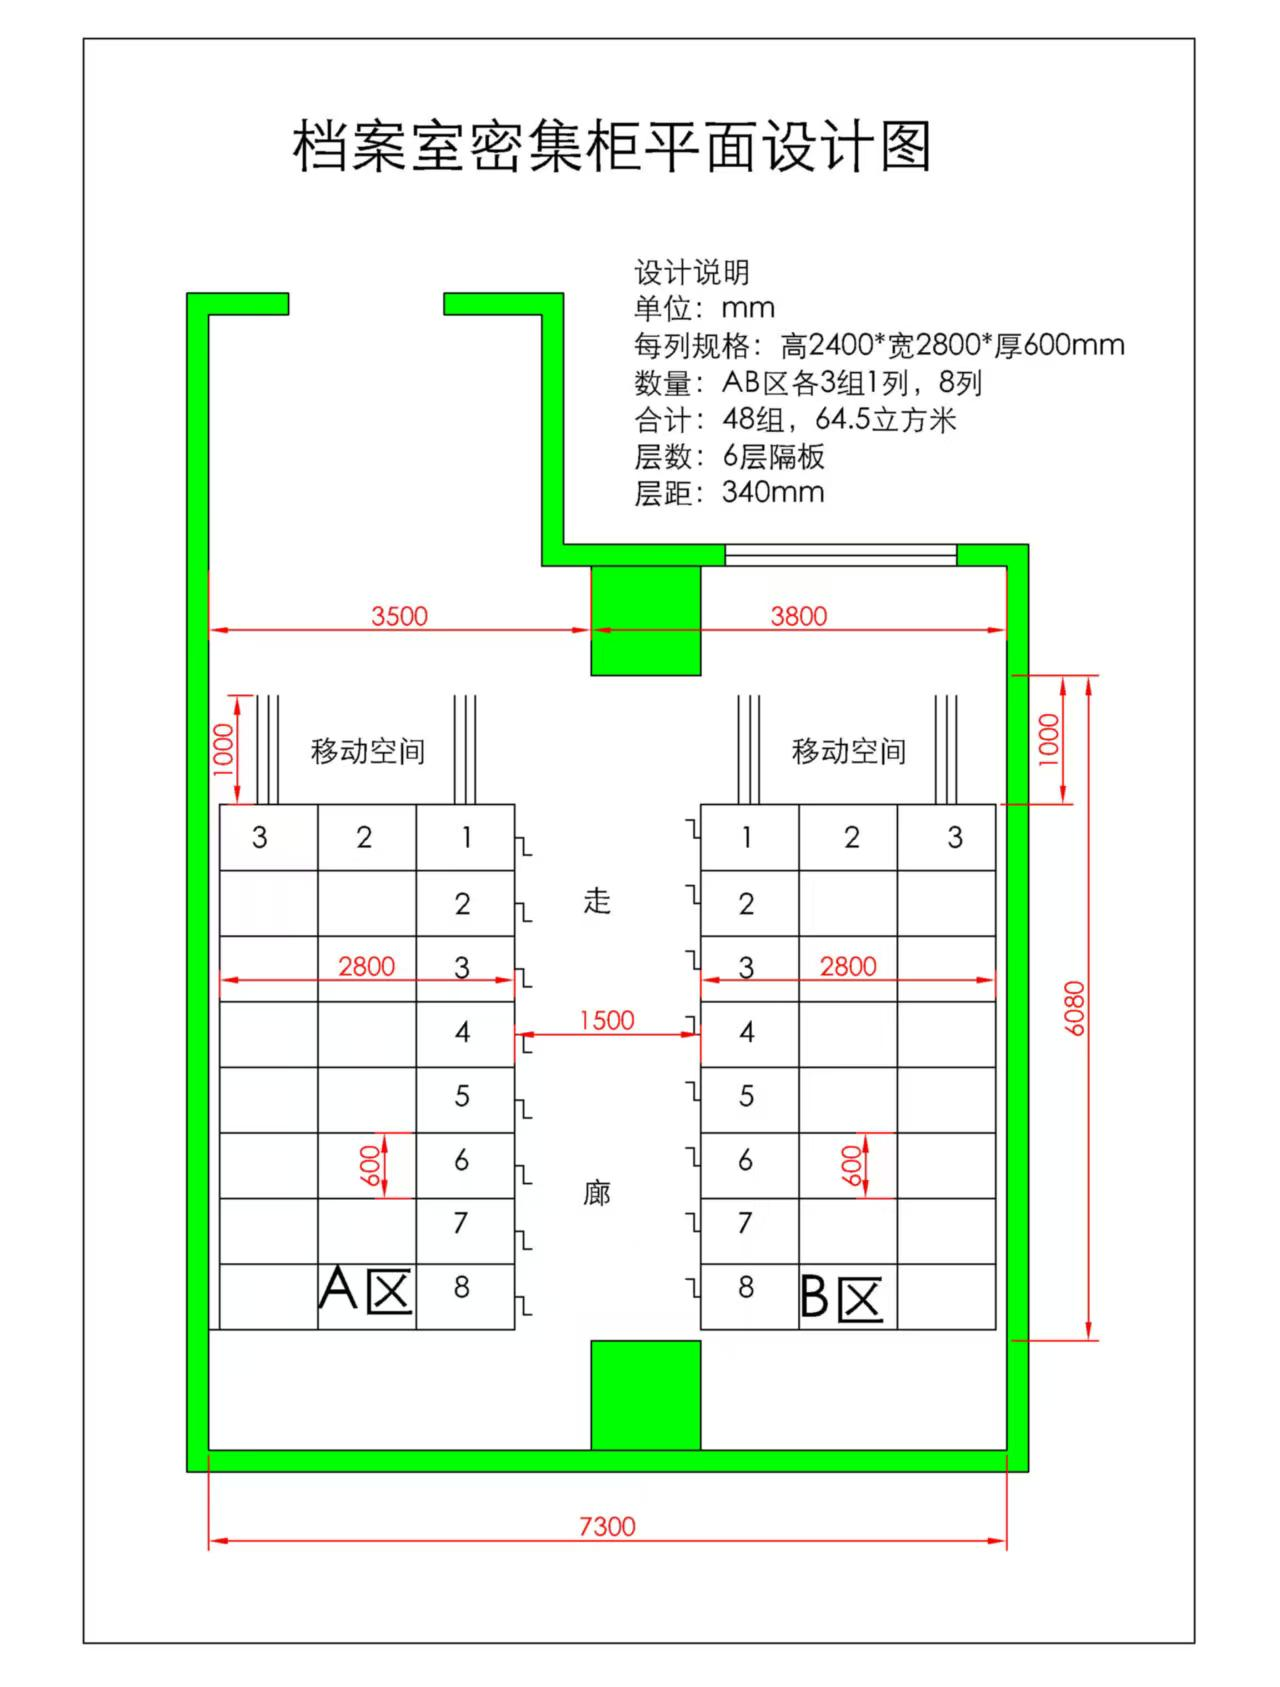 档案室密集柜平面设计图
设计说明
单位：mm
每列规格：高2400*宽2800*厚600mm
数量：AB区各3组1列，8列
合计：48组，64.5立方米
层数：6层隔板
层距：340mm
3500
3800
1000
移动空间
移动空间
1000
3
2
1
1
2
3
2
走
2
2800
3
3
2800
6080
4
1500
4
5
5
600
6
6
600
廊
7
7
A区
8
8
B区
7300